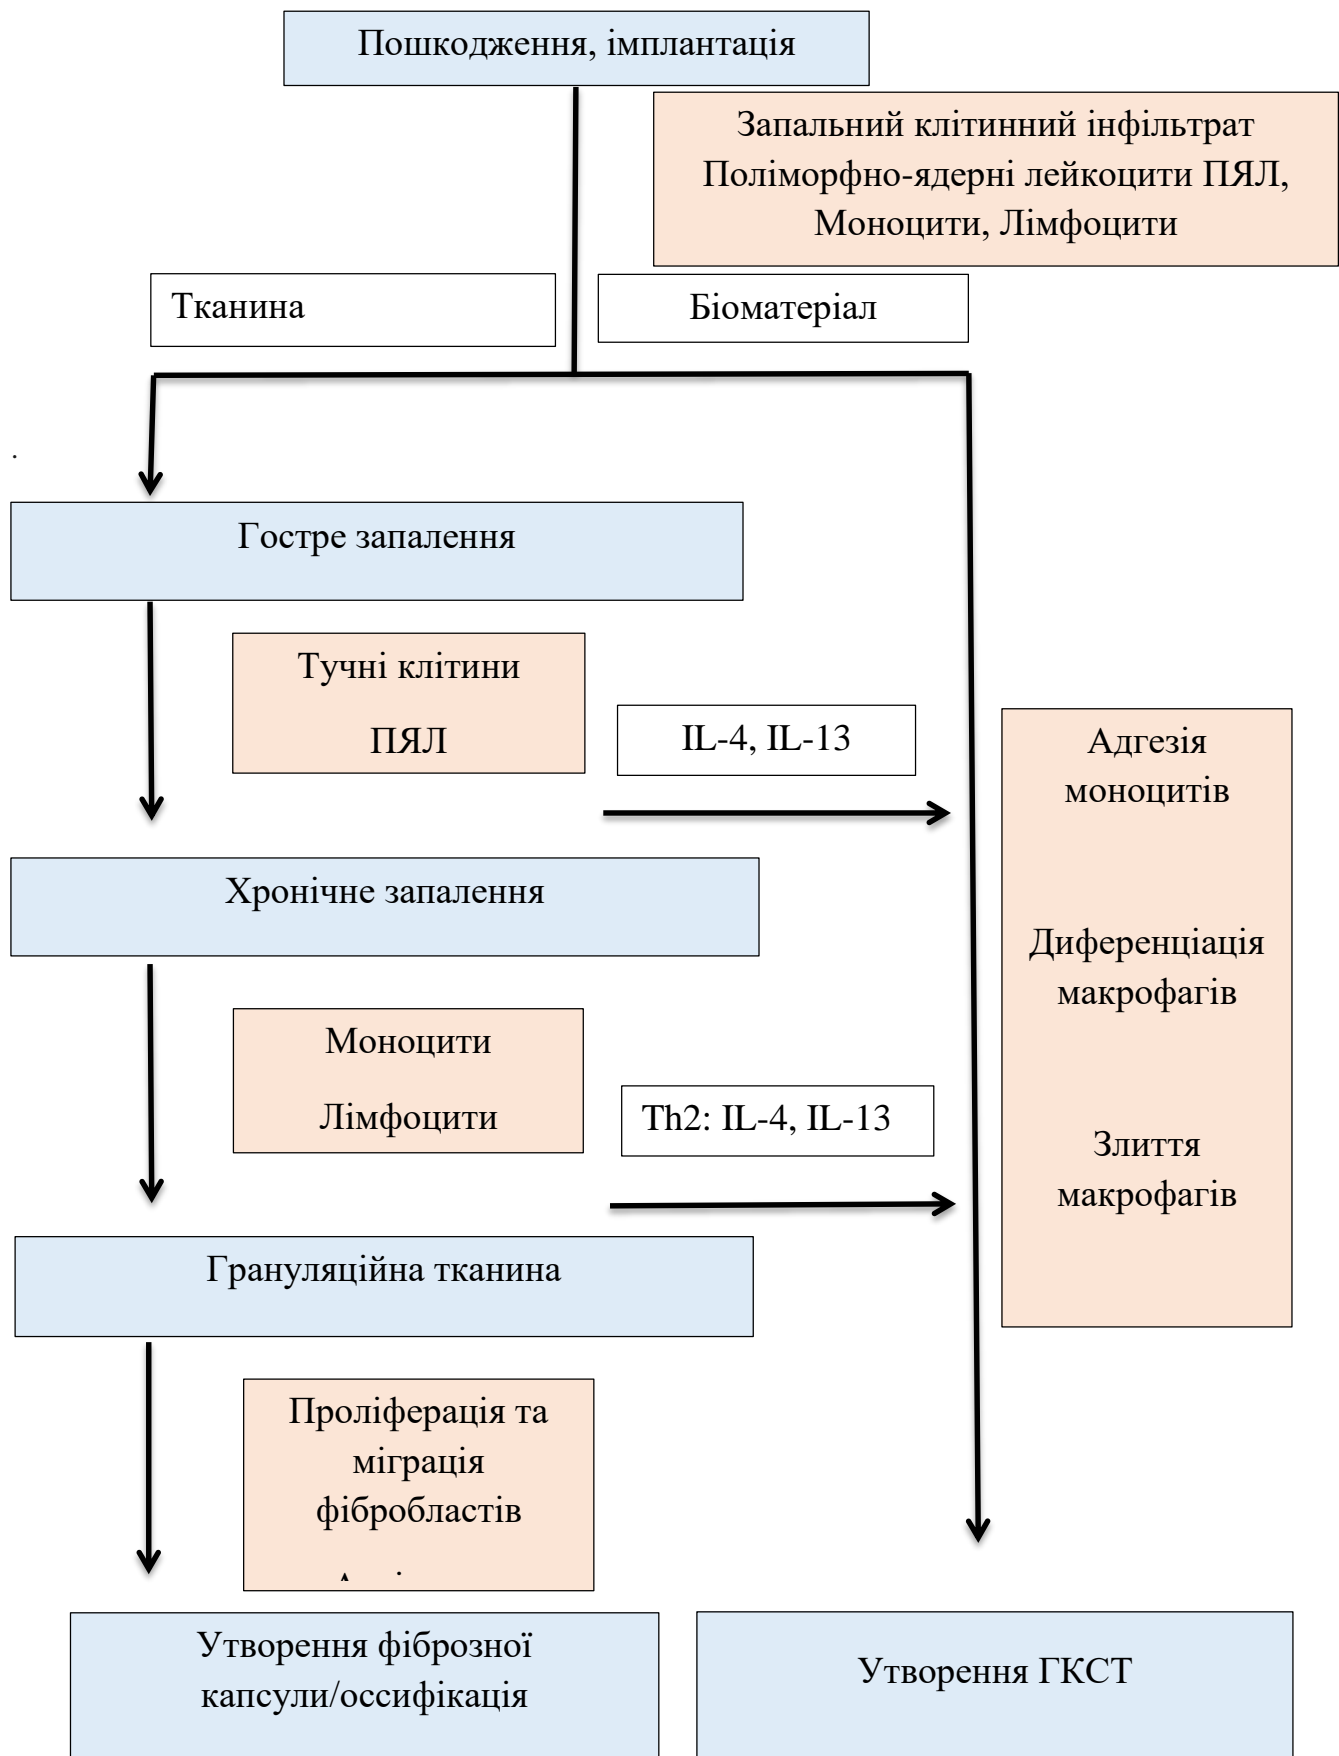 Пошкодження, імплантація
Запальний клітинний інфільтрат
Поліморфно-ядерні лейкоцити ПЯЛ,
Моноцити, Лімфоцити
Тканина
Біоматеріал
.
Гостре запалення
Тучні клітини
ПЯЛ
IL-4, IL-13
Адгезія
моноцитів
Диференціація
макрофагів
Злиття
макрофагів
Хронічне запалення
Моноцити
Лімфоцити
Th2: IL-4, IL-13
Грануляційна тканина
Проліферація та
міграція
фібробластів
Утворення фіброзної
капсули/оссифікація
Утворення ГКСТ